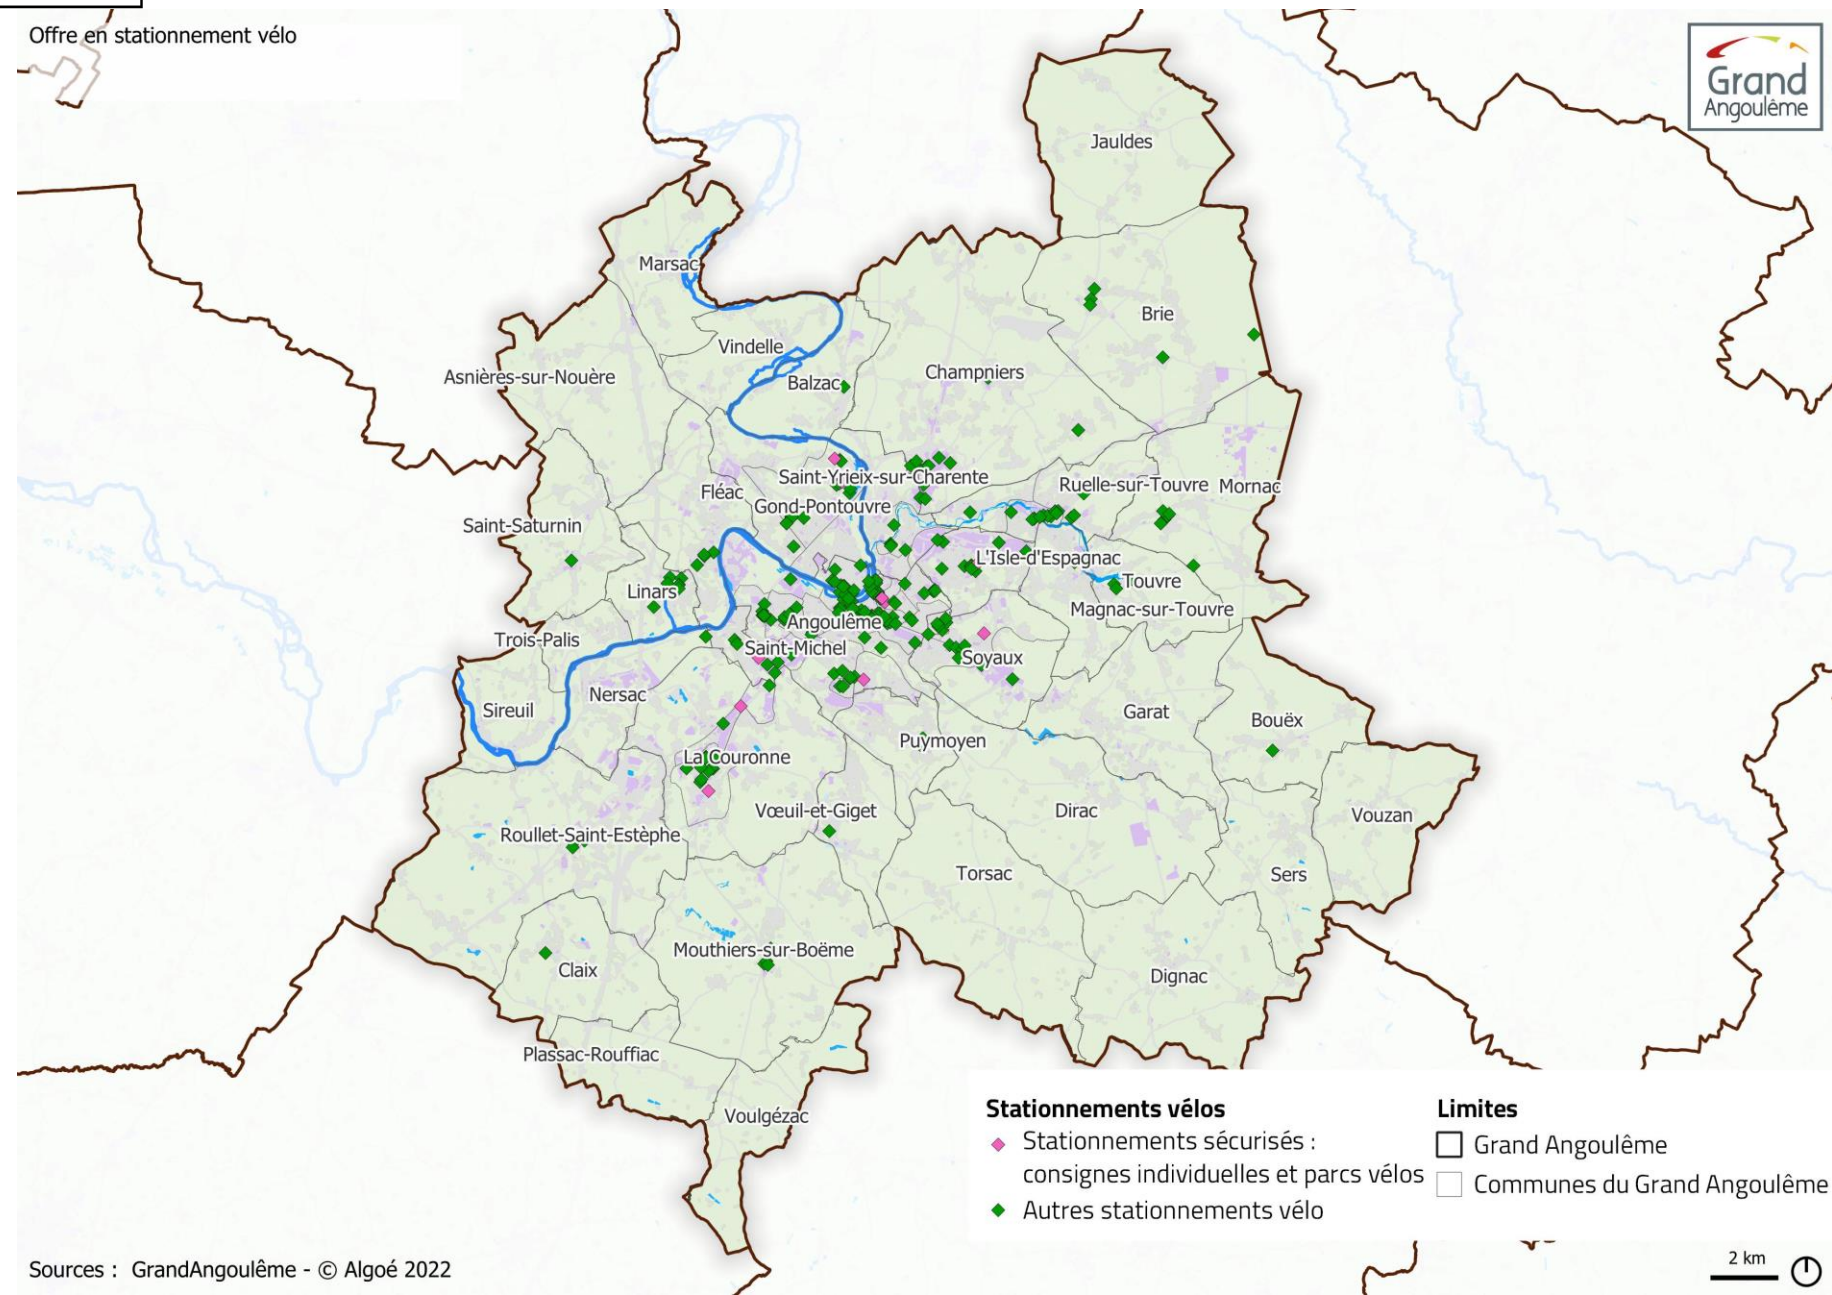 Offre en stationnement vélo
Grand
Angoulême
Jauldes
Marsac
Brie
Vindelle
Asnières-sur-Nouère
Balzac
Champniers
Saint-Yrieix-sur-Charente
Fléac
Ruelle-sur-Touvre
Mornac
Gond-Pontouvre
Saint-Saturnin
L'Isle-d'Espagnac
Touvre
Linars
Magnac-sur-Touvre
Angoulême
Trois-Palis
Saint-Michel
Soyaux
Nersac
Sireuil
Garat
Bouëx
Puymoyen
La Couronne
Vœuil-et-Giget
Dirac
Vouzan
Roullet-Saint-Estèphe
Torsac
Sers
Mouthiers-sur-Boëme
Claix
Dignac
Plassac-Rouffiac
Voulgézac
Stationnements vélos
Stationnements sécurisés :
consignes individuelles et parcs vélos
Autres stationnements vélo
Limites
Grand Angoulême
Communes du Grand Angoulême
2 km
Sources : GrandAngoulême - © Algoé 2022